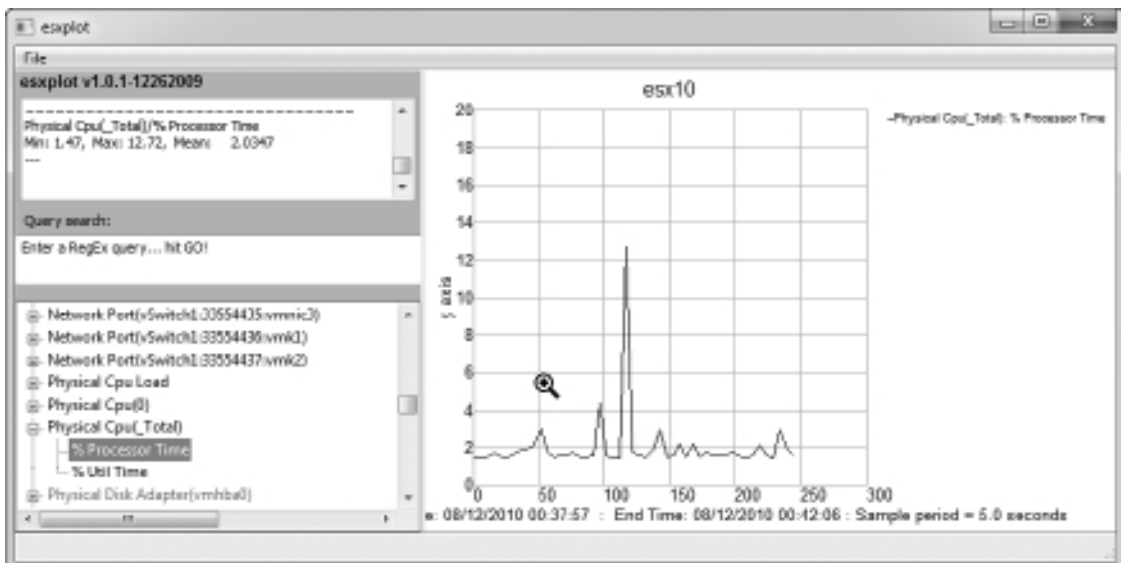 esxplot
File
esxplot v1.0.1-12262009
--------------------------------
Physical Cpu(_Total)/% Processor Time
Min: 1.47, Max: 12.72, Mean: 2.0347
---
Query search:
Enter a RegEx query... hit GO!
Network Port(vSwitch1:33554435:vmnic3)
Network Port(vSwitch1:33554436:vmk1)
Network Port(vSwitch1:33554437:vmk2)
Physical Cpu Load
Physical Cpu(0)
Physical Cpu(_Total)
% Processor Time
% Util Time
Physical Disk Adapter(vmhba0)
esx10
Physical Cpu(_Total): % Processor Time
20
18
16
14
12
10
8
6
4
2
0
axis
0 50 100 150 200 250 300
e: 08/12/2010 00:37:57 : End Time: 08/12/2010 00:42:06 : Sample period = 5.0 seconds